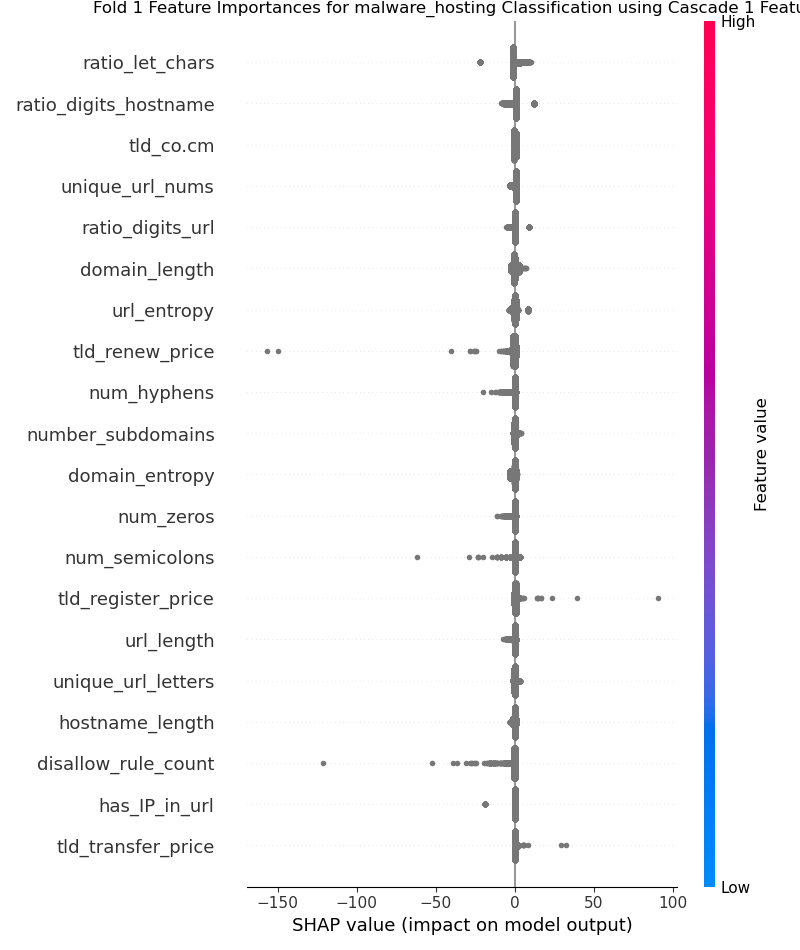 Fold 1 Feature Importances for malware_hosting Classification using Cascade 1 Featu
High
ratio_let_chars
ratio_digits_hostname
tld_co.cm
unique_url_nums
ratio_digits_url
domain_length
url_entropy
tld_renew_price
num_hyphens
number_subdomains
domain_entropy
num_zeros
num_semicolons
tld_register_price
url_length
unique_url_letters
hostname_length
disallow_rule_count
has_IP_in_url
tld_transfer_price
Feature value
Low
−150 −100 −50 0 50 100
SHAP value (impact on model output)